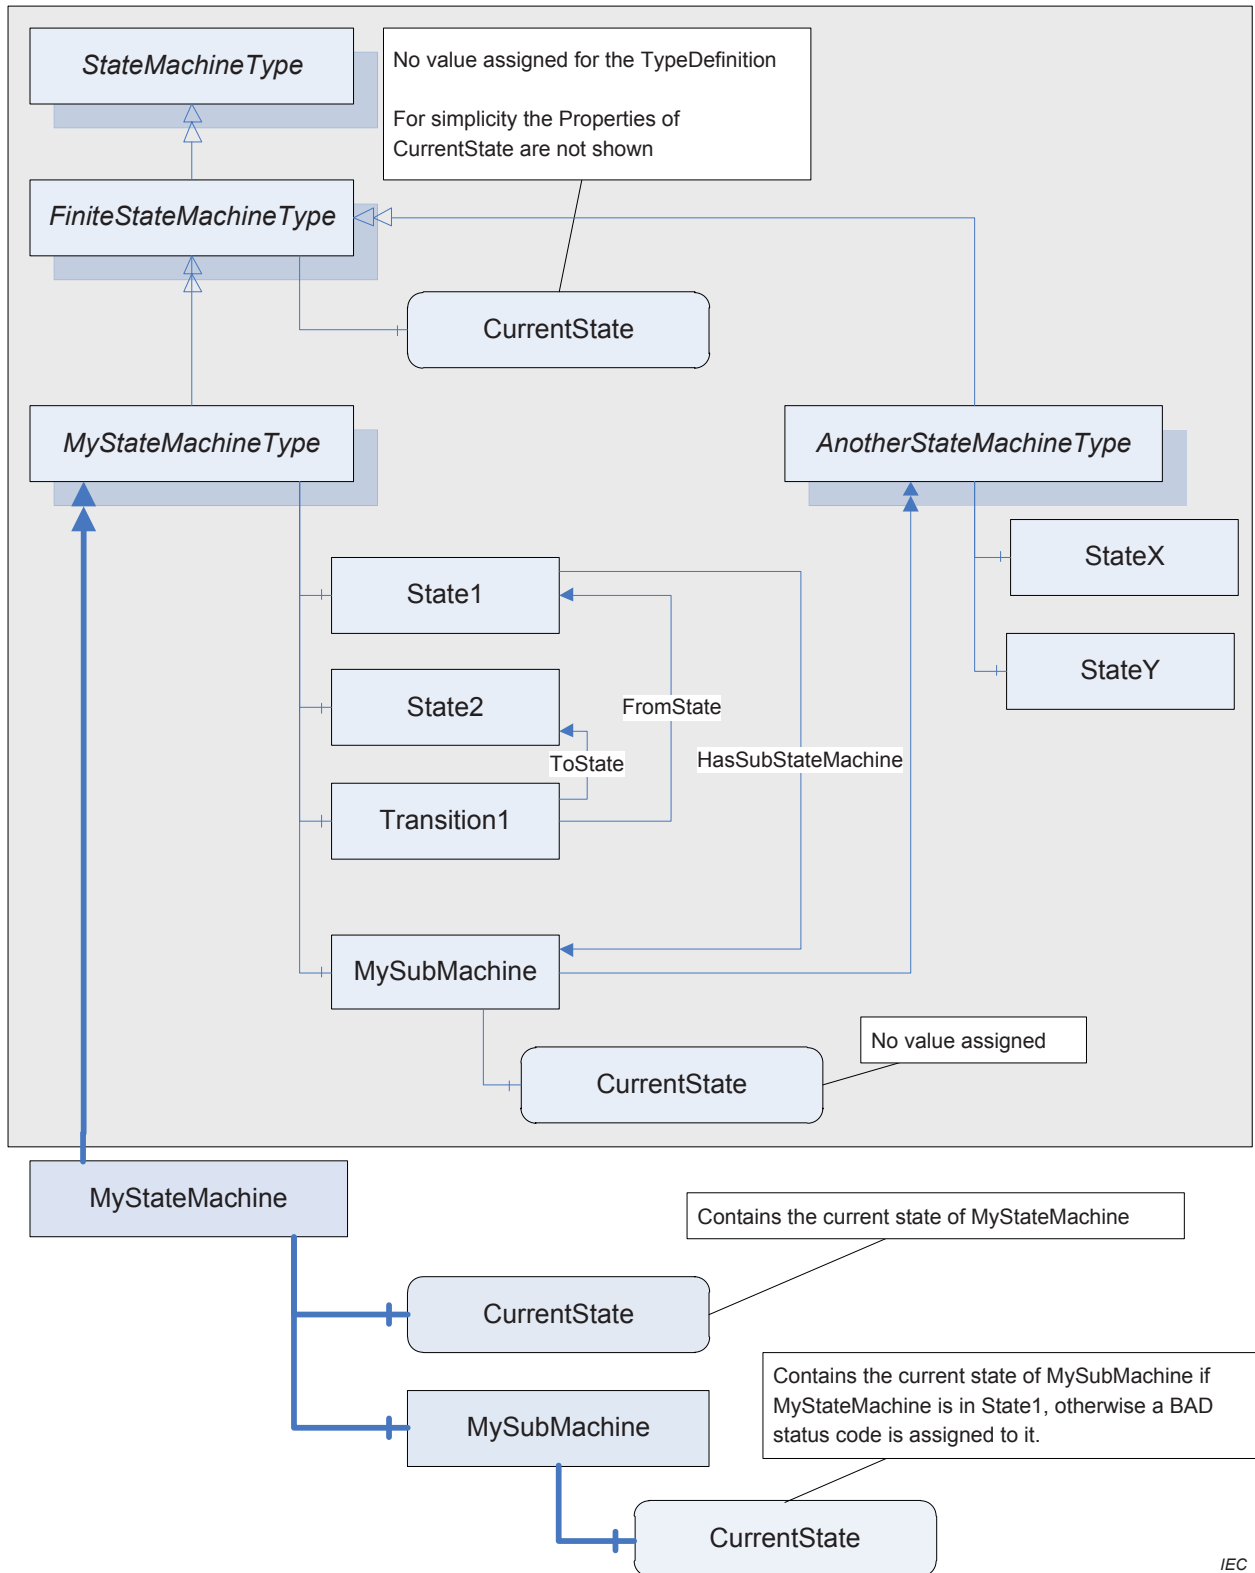 StateMachineType
No value assigned for the TypeDefinition
For simplicity the Properties of
CurrentState are not shown
FiniteStateMachineType
CurrentState
MyStateMachineType
AnotherStateMachineType
State1
StateX
State2
StateY
FromState
ToState
HasSubStateMachine
Transition1
MySubMachine
No value assigned
CurrentState
MyStateMachine
Contains the current state of MyStateMachine
CurrentState
Contains the current state of MySubMachine if
MyStateMachine is in State1, otherwise a BAD
status code is assigned to it.
MySubMachine
CurrentState
IEC